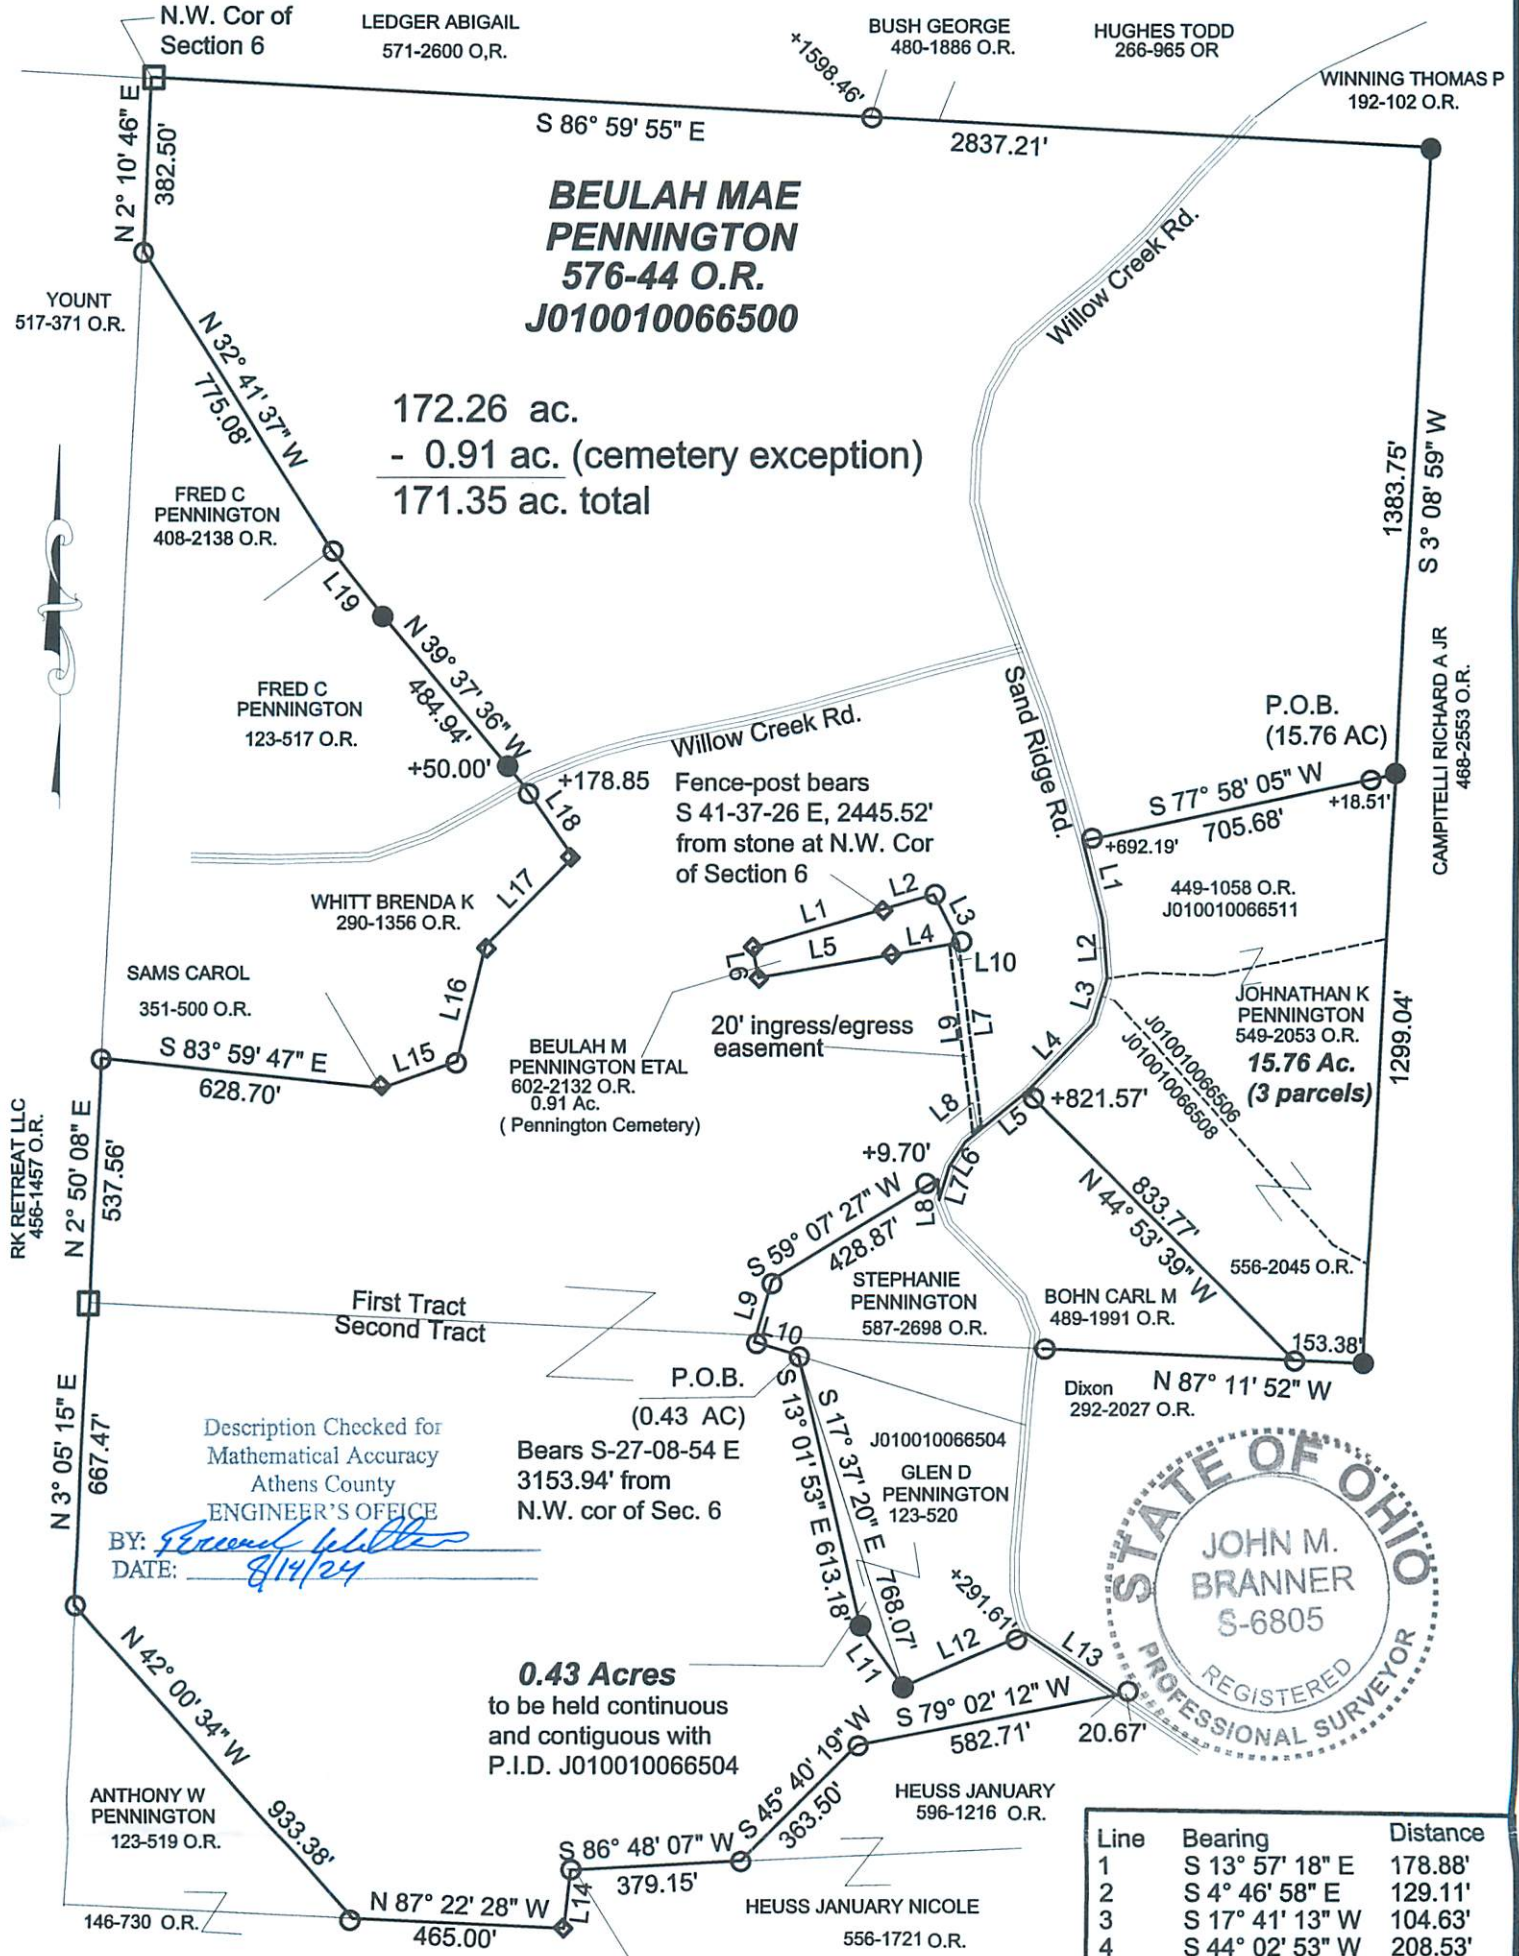 N.W. Cor of
Section 6
LEDGER ABIGAIL
571-2600 O,R.
BUSH GEORGE
480-1886 O.R.
HUGHES TODD
266-965 OR
WINNING THOMAS P
192-102 O.R.
+1598.46'
S 86° 59' 55" E
2837.21'
N 2° 10' 46" E
382.50'
BEULAH MAE
PENNINGTON
576-44 O.R.
J010010066500
Willow Creek Rd.
YOUNT
517-371 O.R.
N 32° 41' 37" W
775.08'
172.26 ac.
- 0.91 ac. (cemetery exception)
171.35 ac. total
1383.75'
S 3° 08' 59" W
FRED C
PENNINGTON
408-2138 O.R.
L19
N 39° 37' 36" W
484.94'
FRED C
PENNINGTON
123-517 O.R.
+50.00'
+178.85
L18
Willow Creek Rd.
Sand Ridge Rd.
P.O.B.
(15.76 AC)
CAMPITELLI RICHARD A JR
468-2553 O.R.
S 77° 58' 05" W
705.68'
+18.51'
+692.19'
Fence-post bears
S 41-37-26 E, 2445.52'
from stone at N.W. Cor
of Section 6
L1
449-1058 O.R.
J010010066511
L17
WHITT BRENDA K
290-1356 O.R.
L1
L2
L3
L4
L5
L6
L10
L2
L3
SAMS CAROL
351-500 O.R.
L16
20' ingress/egress
easement
L9
L7
L4
JOHNATHAN K
PENNINGTON
549-2053 O.R.
15.76 Ac.
(3 parcels)
J010010066506
J010010066508
1299.04'
S 83° 59' 47" E
628.70'
L15
BEULAH M
PENNINGTON ETAL
602-2132 O.R.
0.91 Ac.
( Pennington Cemetery)
L8
L5
+821.57'
RK RETREAT LLC
456-1457 O.R.
N 2° 50' 08" E
537.56'
+9.70'
L6
L7
L8
S 59° 07' 27" W
428.87'
833.77'
N 44° 53' 39" W
556-2045 O.R.
First Tract
Second Tract
L9
L10
STEPHANIE
PENNINGTON
587-2698 O.R.
BOHN CARL M
489-1991 O.R.
153.38'
N 87° 11' 52" W
Dixon
292-2027 O.R.
P.O.B.
(0.43 AC)
Bears S-27-08-54 E
3153.94' from
N.W. cor of Sec. 6
S 13° 01' 53" E 613.18'
S 17° 37' 20" E 768.07'
J010010066504
GLEN D
PENNINGTON
123-520
N 3° 05' 15" E
667.47'
Description Checked for
Mathematical Accuracy
Athens County
ENGINEER'S OFFICE
BY:
DATE: 8/14/24
STATE OF OHIO
JOHN M.
BRANNER
S-6805
REGISTERED
PROFESSIONAL SURVEYOR
+291.61'
L11
L12
L13
0.43 Acres
to be held continuous
and contiguous with
P.I.D. J010010066504
S 79° 02' 12" W
582.71'
20.67'
N 42° 00' 34" W
933.38'
ANTHONY W
PENNINGTON
123-519 O.R.
S 45° 40' 19" W
363.50'
HEUSS JANUARY
596-1216 O.R.
S 86° 48' 07" W
379.15'
L14
N 87° 22' 28" W
465.00'
146-730 O.R.
HEUSS JANUARY NICOLE
556-1721 O.R.
Line Bearing Distance
1 S 13° 57' 18" E 178.88'
2 S 4° 46' 58" E 129.11'
3 S 17° 41' 13" W 104.63'
4 S 44° 02' 53" W 208.53'